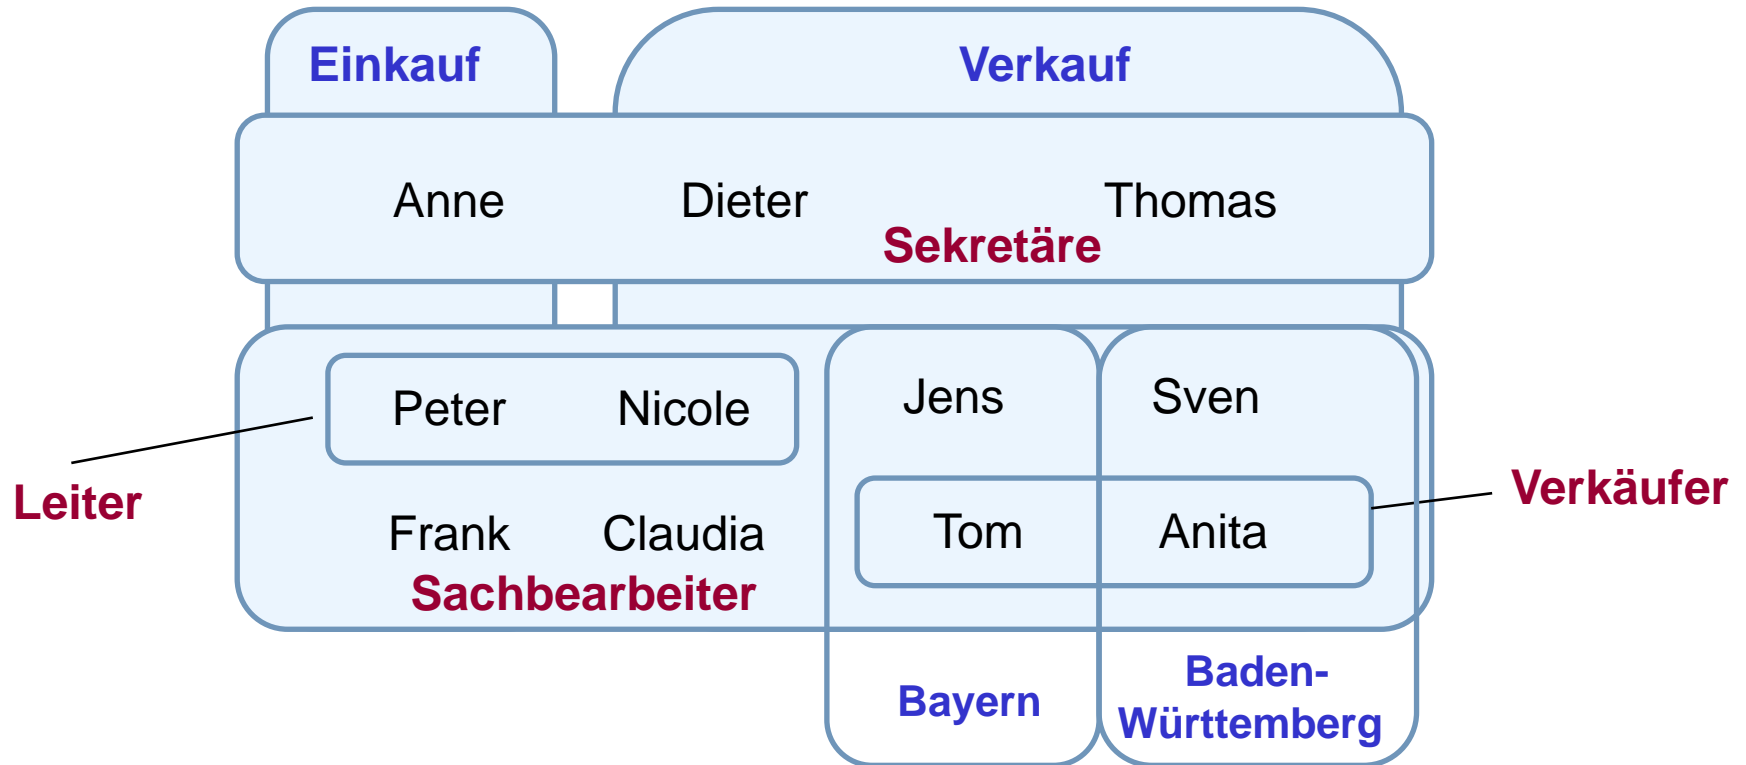 Einkauf
Verkauf
Anne
Dieter
Thomas
Sekretäre
Peter
Nicole
Jens
Sven
Leiter
Verkäufer
Frank
Claudia
Tom
Anita
Sachbearbeiter
Bayern
Baden-
Württemberg